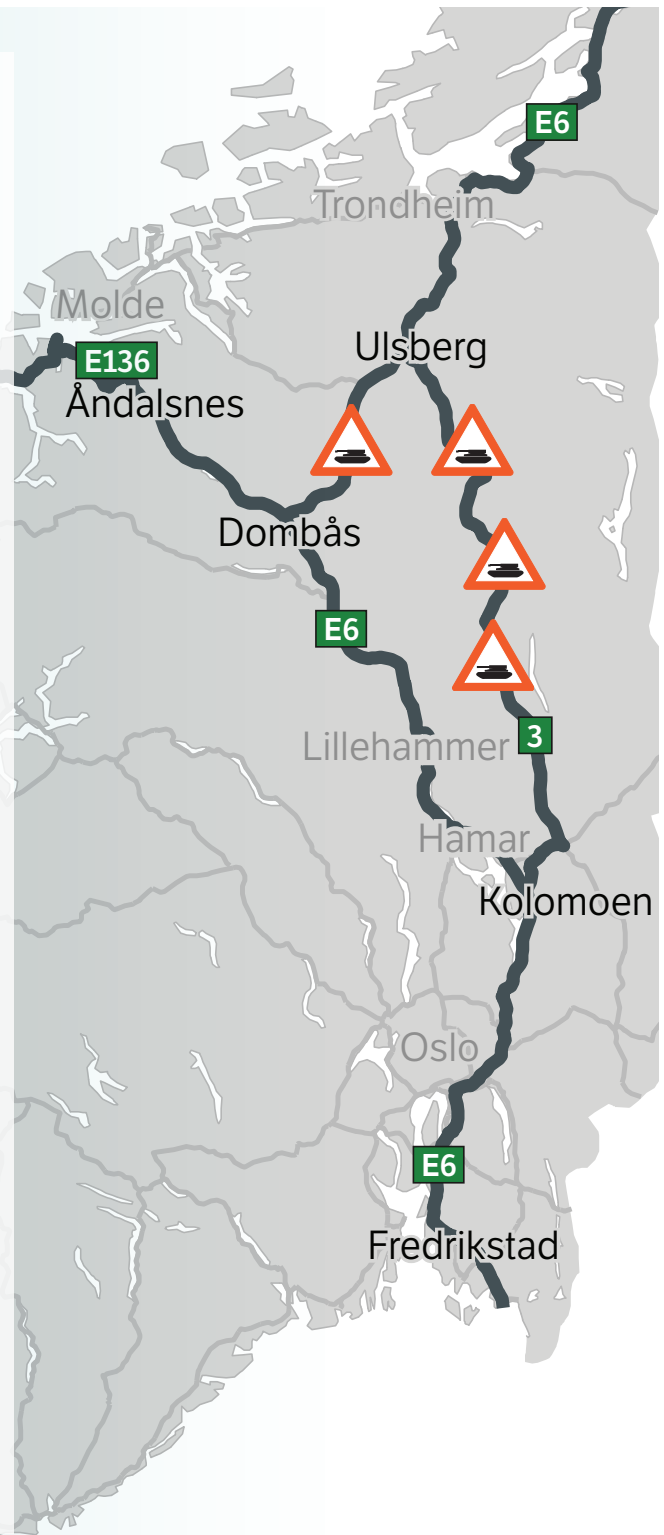 E6
Trondheim
Molde
Ulsberg
E136
Åndalsnes
Dombås
E6
Lillehammer
3
Hamar
Kolomoen
Oslo
E6
Fredrikstad